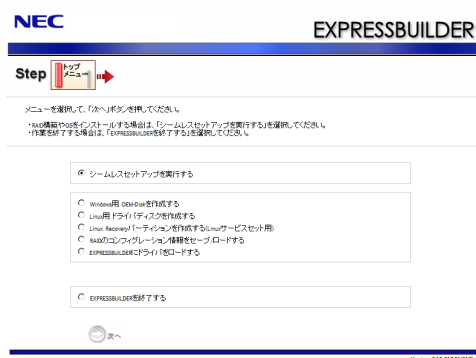 NEC
EXPRESSBUILDER
Step トップメニュー
メニューを選択して、「次へ」ボタンを押してください。
・RAID構築やOSをインストールする場合は、「シームレスセットアップを実行する」を選択してください。
・作業を終了する場合は、「EXPRESSBUILDERを終了する」を選択してください。
シームレスセットアップを実行する
Windows用 OEM-Diskを作成する
Linux用 ドライバディスクを作成する
Linux Recoveryパーティションを作成する(Linuxサービスセット用)
RAIDのコンフィグレーション情報をセーブ/ロードする
EXPRESSBUILDERにドライバをロードする
EXPRESSBUILDERを終了する
次へ